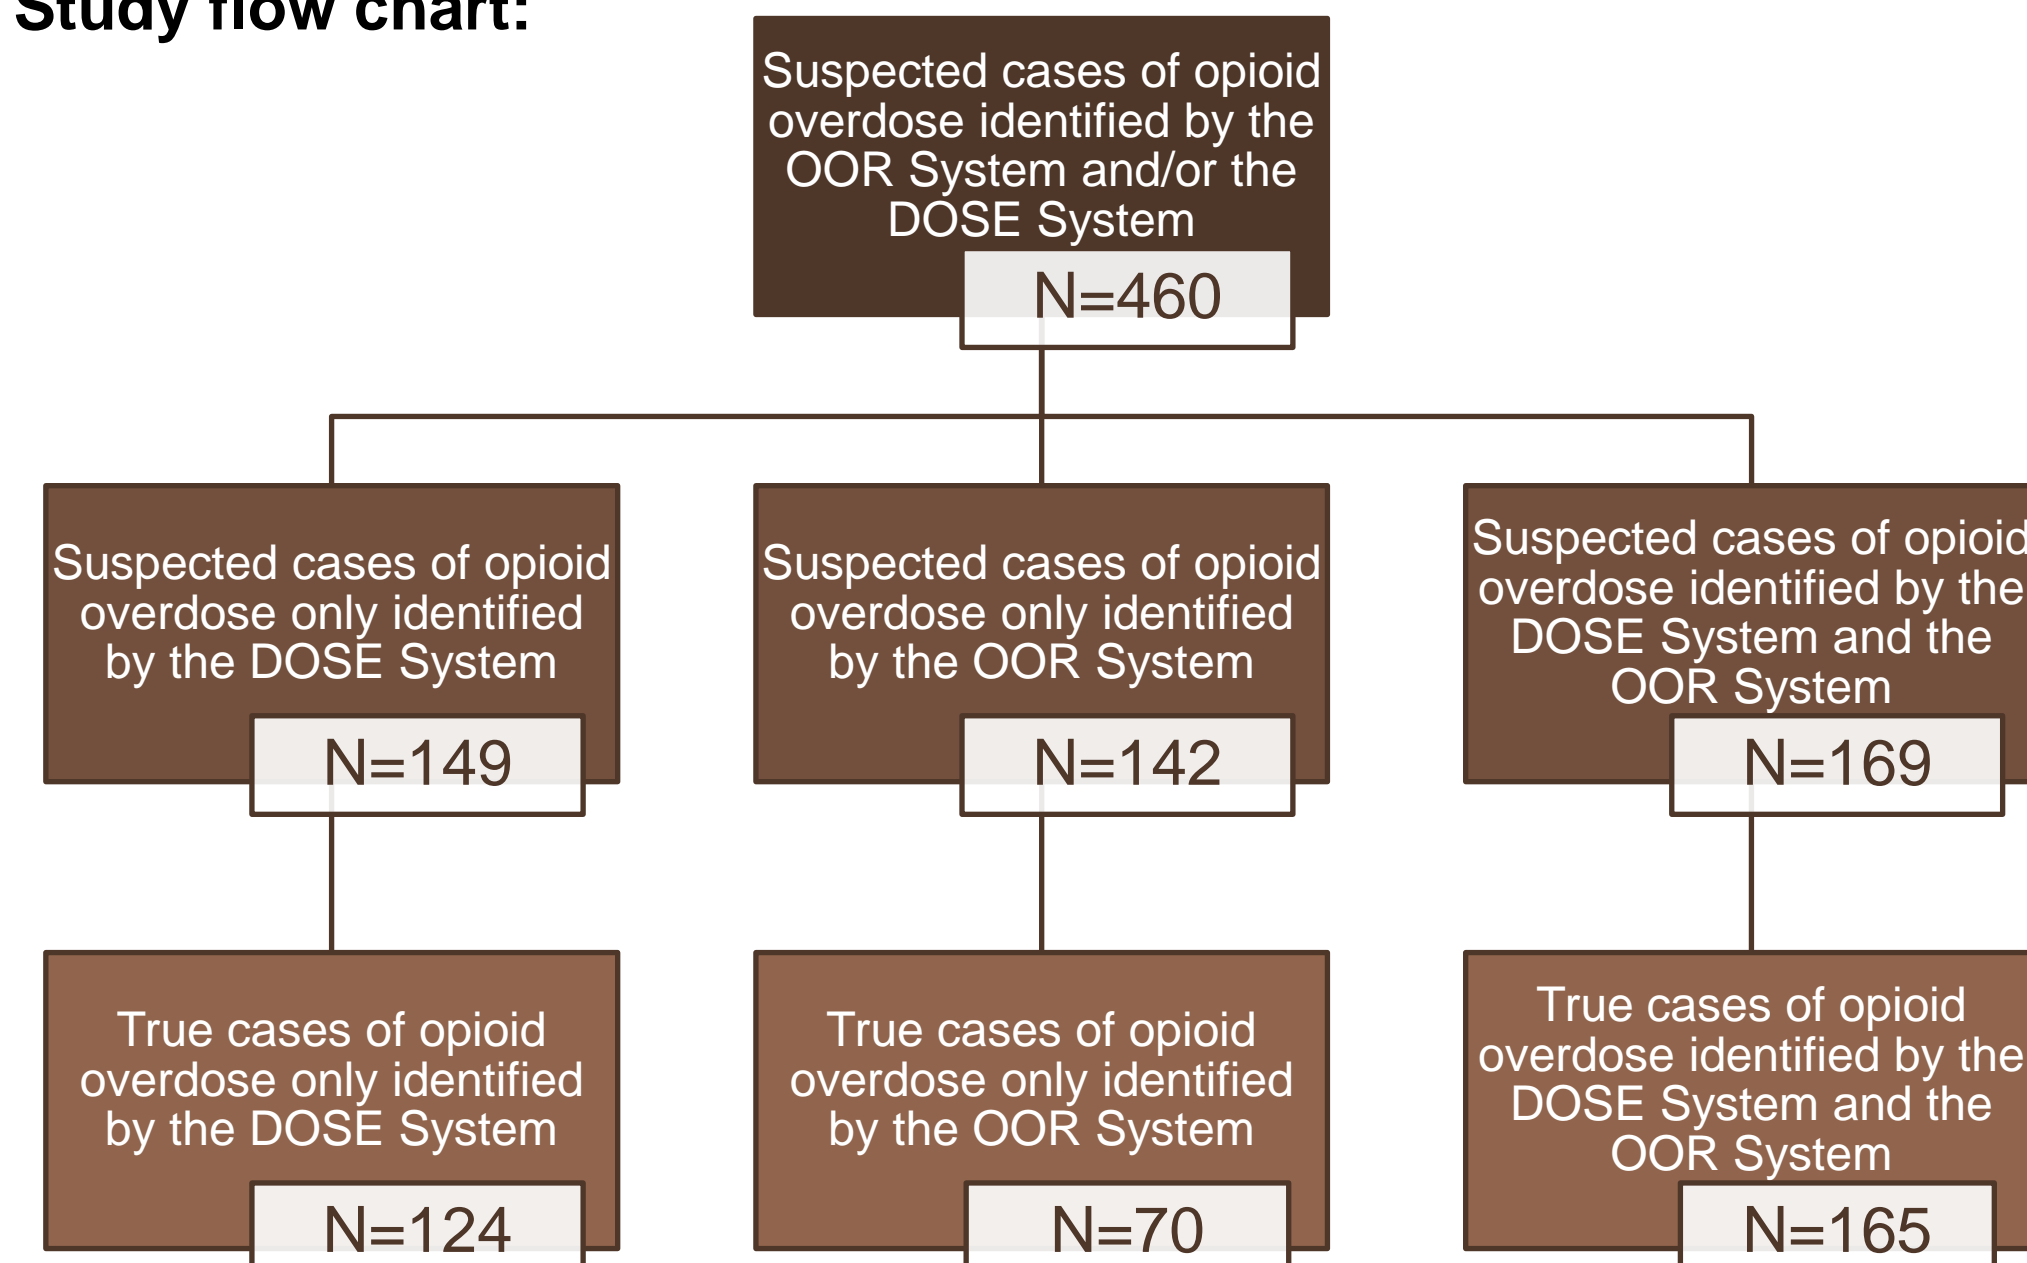 Study flow chart:
Suspected cases of opioid
overdose identified by the
OOR System and/or the
DOSE System
N=460
Suspected cases of opioid
overdose only identified
by the DOSE System
N=149
Suspected cases of opioid
overdose only identified
by the OOR System
N=142
Suspected cases of opioid
overdose identified by the
DOSE System and the
OOR System
N=169
True cases of opioid
overdose only identified
by the DOSE System
N=124
True cases of opioid
overdose only identified
by the OOR System
N=70
True cases of opioid
overdose identified by the
DOSE System and the
OOR System
N=165